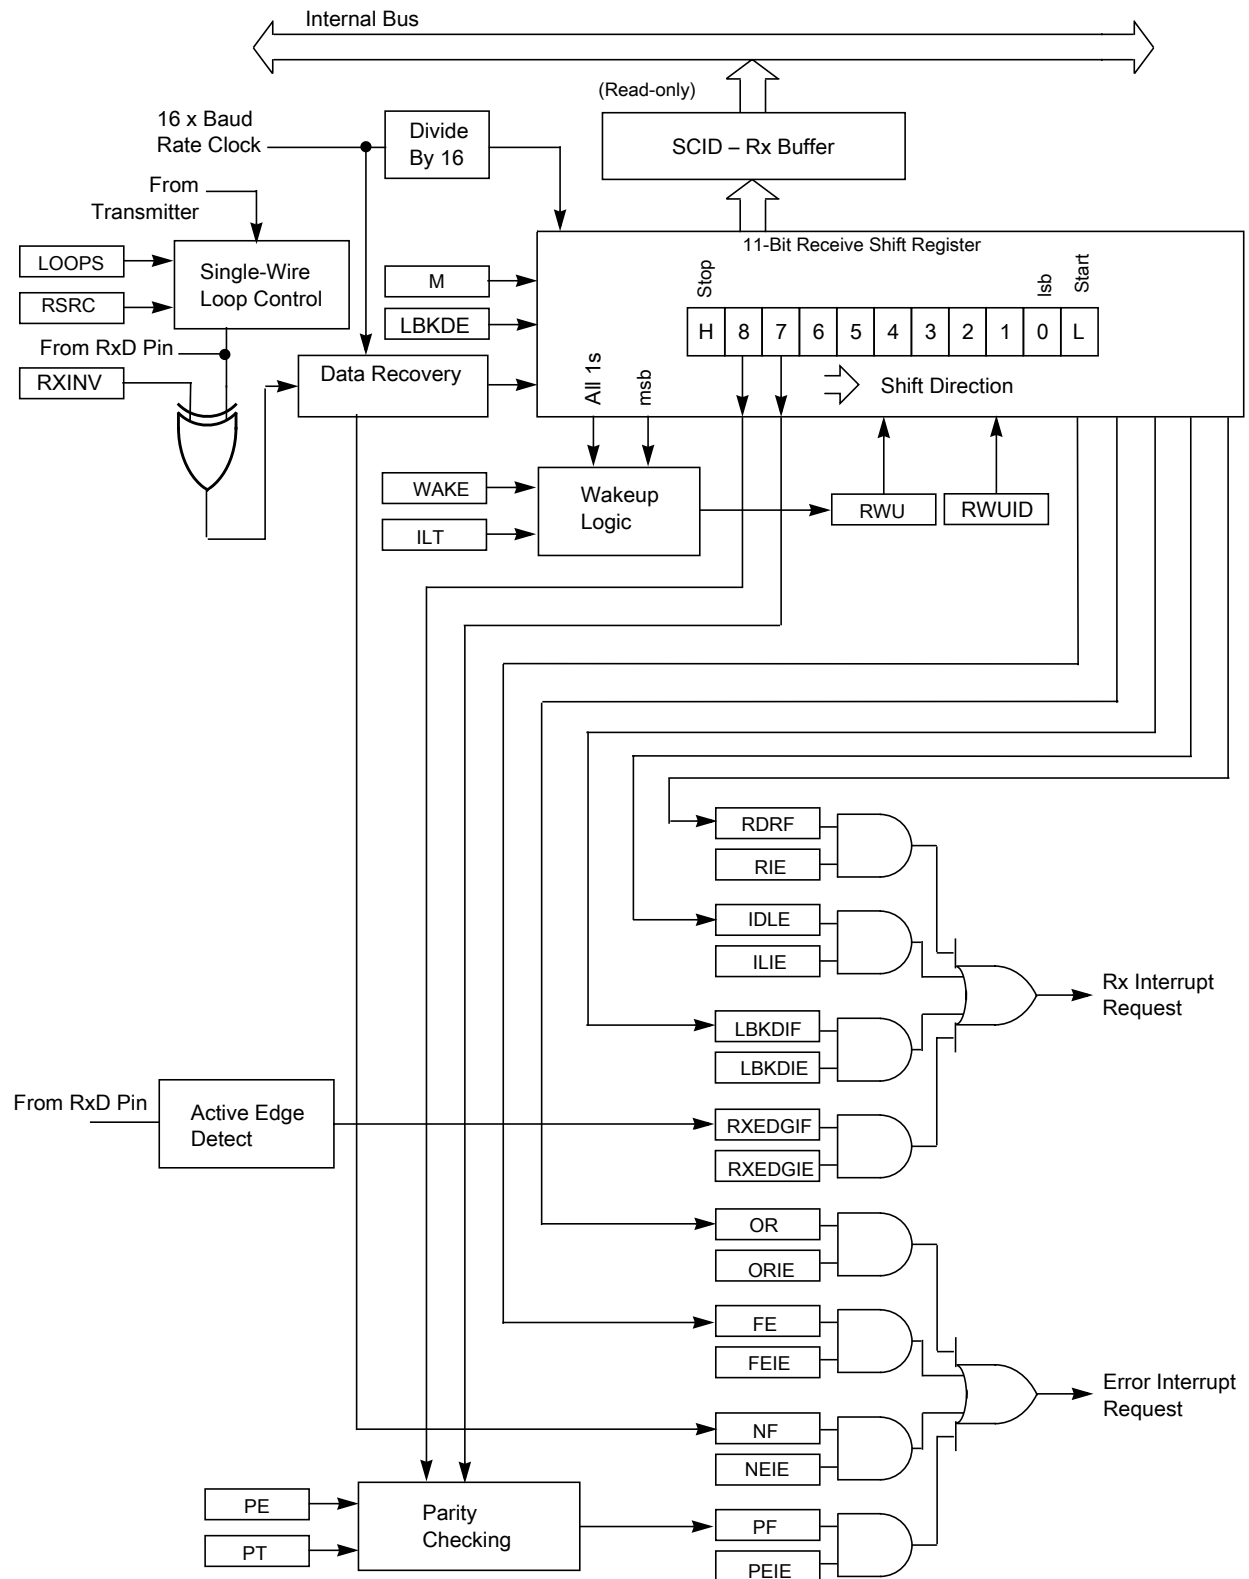 Internal Bus
(Read-only)
16 x Baud
Rate Clock
Divide
By 16
SCID – Rx Buffer
From
Transmitter
11-Bit Receive Shift Register
LOOPS
RSRC
Single-Wire
Loop Control
M
LBKDE
Stop
lsb
Start
H 8 7 6 5 4 3 2 1 0 L
From RxD Pin
RXINV
Data Recovery
All 1s
msb
Shift Direction
WAKE
ILT
Wakeup
Logic
RWU
RWUID
RDRF
RIE
IDLE
ILIE
Rx Interrupt
Request
LBKDIF
LBKDIE
From RxD Pin
Active Edge
Detect
RXEDGIF
RXEDGIE
OR
ORIE
FE
FEIE
Error Interrupt
Request
NF
NEIE
PE
PT
Parity
Checking
PF
PEIE